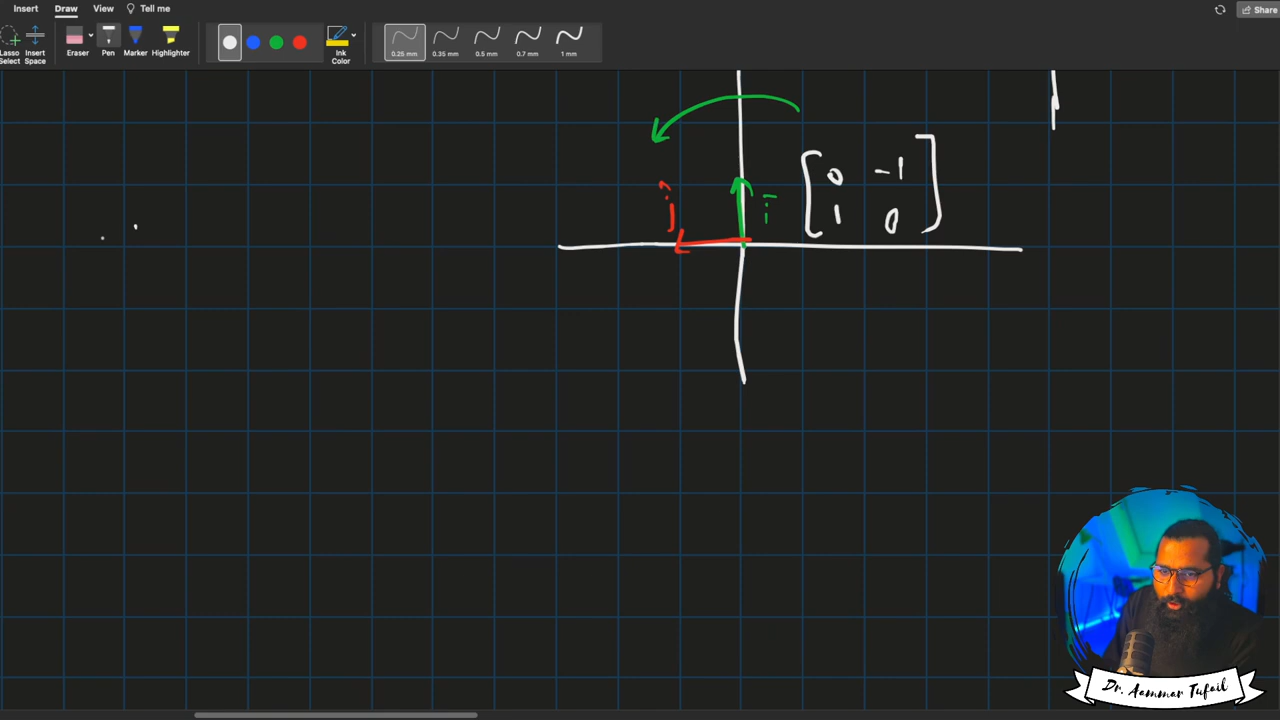 Insert Draw View Tell me Share
Lasso Select Insert Space Eraser Pen Marker Highlighter Ink Color 0.25 mm 0.35 mm 0.5 mm 0.7 mm 1 mm
0 -1
1 0
ĵ
î
Dr. Aammar Tufail